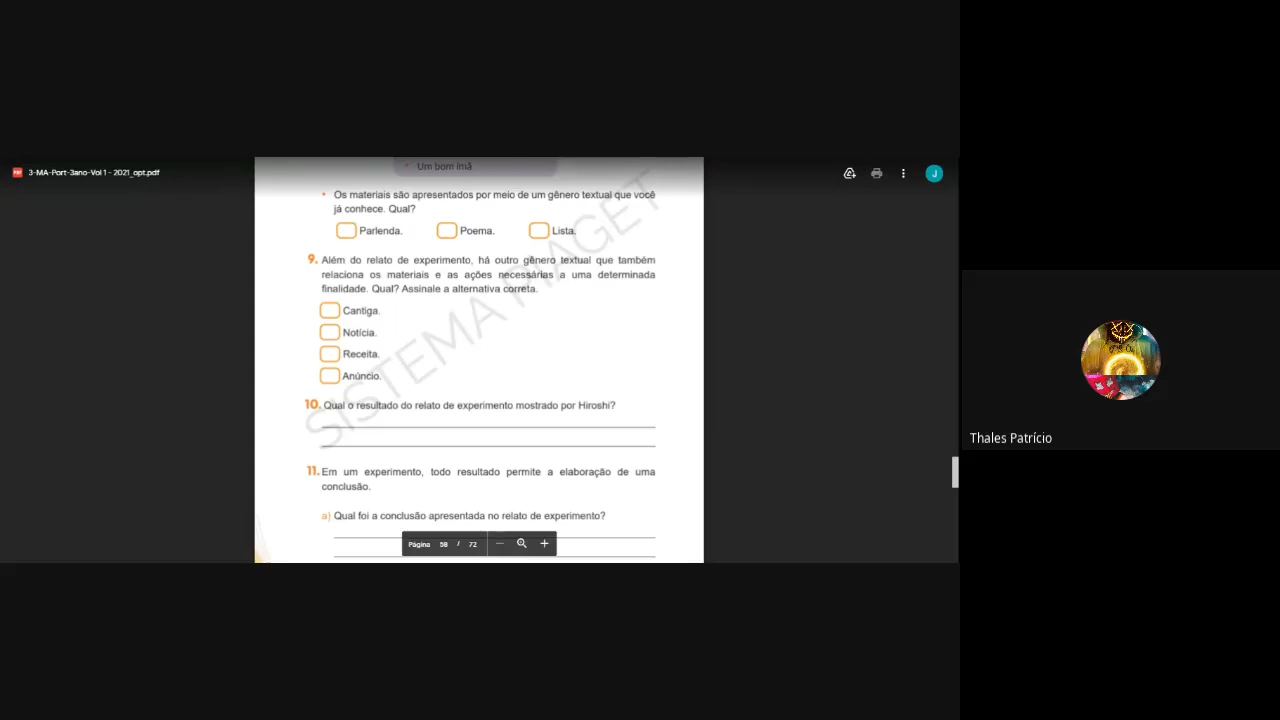 PDF
3-MA-Port-3ano-Vol 1 - 2021_opt.pdf
J
• Um bom imã
• Os materiais são apresentados por meio de um gênero textual que você
já conhece. Qual?
Parlenda. Poema. Lista.
9. Além do relato de experimento, há outro gênero textual que também
relaciona os materiais e as ações necessárias a uma determinada
finalidade. Qual? Assinale a alternativa correta.
Cantiga.
Notícia.
Receita.
Anúncio.
10. Qual o resultado do relato de experimento mostrado por Hiroshi?
11. Em um experimento, todo resultado permite a elaboração de uma
conclusão.
a) Qual foi a conclusão apresentada no relato de experimento?
SISTEMA PIAGET
Página 58 / 72
Thales Patrício